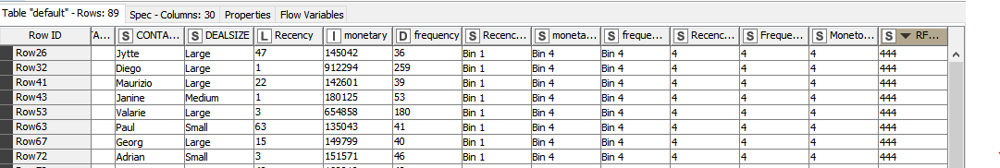 Table "default" - Rows: 89 Spec - Columns: 30 Properties Flow Variables
Row ID TA... S CONTA... S DEALSIZE L Recency I monetary D frequency S Recenc... S moneta... S freque... S Recenc... S Freque... S Moneto... S RF...
Row26 Jytte Large 47 145042 36 Bin 1 Bin 4 Bin 4 4 4 4 444
Row32 Diego Large 1 912294 259 Bin 1 Bin 4 Bin 4 4 4 4 444
Row41 Maurizio Large 22 142601 39 Bin 1 Bin 4 Bin 4 4 4 4 444
Row43 Janine Medium 1 180125 53 Bin 1 Bin 4 Bin 4 4 4 4 444
Row53 Valarie Large 3 654858 180 Bin 1 Bin 4 Bin 4 4 4 4 444
Row63 Paul Small 63 135043 41 Bin 1 Bin 4 Bin 4 4 4 4 444
Row67 Georg Large 15 149799 40 Bin 1 Bin 4 Bin 4 4 4 4 444
Row72 Adrian Small 3 151571 46 Bin 1 Bin 4 Bin 4 4 4 4 444